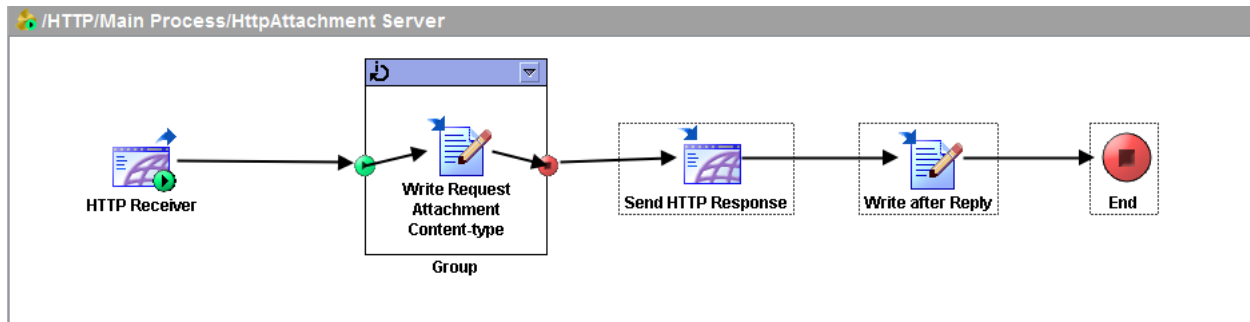 /HTTP/Main Process/HttpAttachment Server
HTTP Receiver
Write Request
Attachment
Content-type
Group
Send HTTP Response
Write after Reply
End